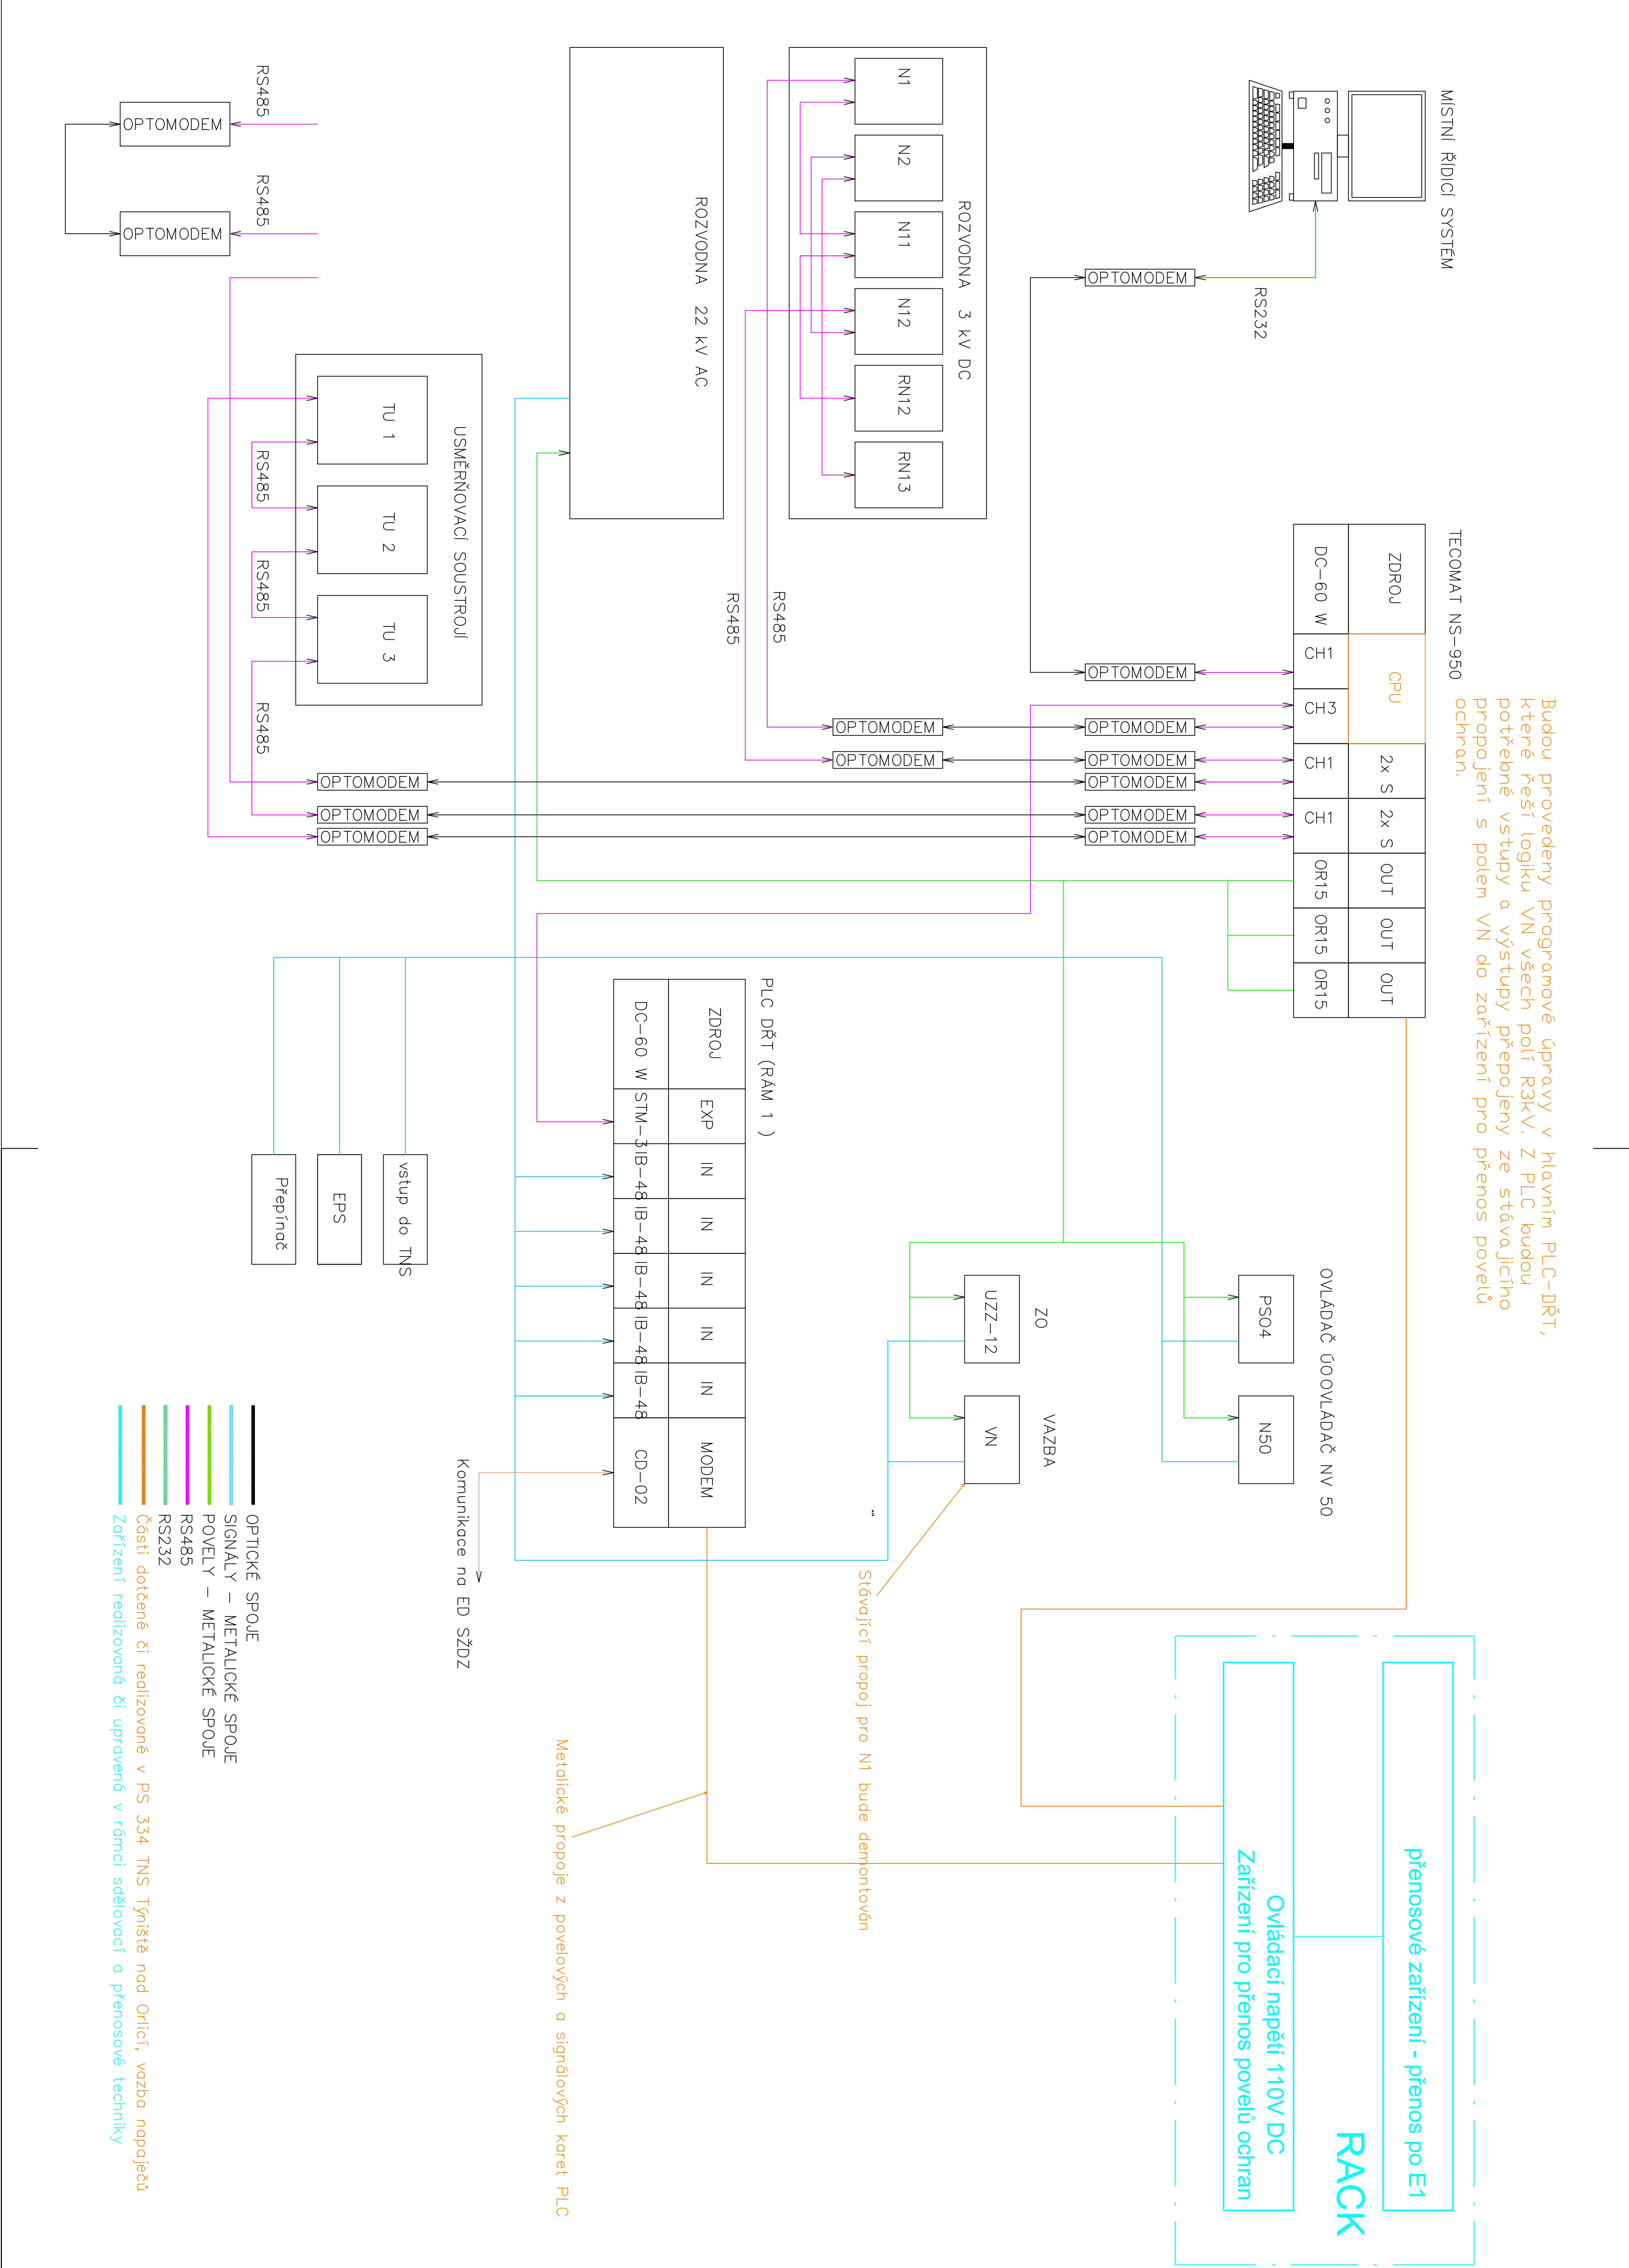 Budou provedeny programové úpravy v hlavním PLC-DŘT,
které řeší logiku VN všech polí R3kV. Z PLC budou
potřebné vstupy a výstupy přepojeny ze stávajícího
propojení s polem VN do zařízení pro přenos povelů
ochran.
MÍSTNÍ ŘÍDICÍ SYSTÉM
RS232
OPTOMODEM
TECOMAT NS-950
ZDROJ
CPU
2x S
2x S
OUT
OUT
OUT
DC-60 W
CH1
CH3
CH1
CH1
OR15
OR15
OR15
OPTOMODEM
OPTOMODEM
OPTOMODEM
OPTOMODEM
OPTOMODEM
OPTOMODEM
přenosové zařízení - přenos po E1
RACK
Ovládací napětí 110V DC
Zařízení pro přenos povelů ochran
OVLÁDAČ ÚOOVLÁDAČ NV 50
PS04
N50
ZO
VAZBA
UZZ-12
VN
"
Stávající propoj pro N1 bude demontován
ROZVODNA 3 kV DC
N1
N2
N11
N12
RN12
RN13
OPTOMODEM
OPTOMODEM
RS485
RS485
PLC DŘT (RÁM 1 )
ZDROJ
EXP
IN
IN
IN
IN
IN
MODEM
DC-60 W
STM-3
IB-48
IB-48
IB-48
IB-48
IB-48
CD-02
ROZVODNA 22 kV AC
Metalické propoje z povelových a signálových karet PLC
Komunikace na ED SŽDZ
USMĚRŇOVACÍ SOUSTROJÍ
TU 1
TU 2
TU 3
OPTOMODEM
OPTOMODEM
OPTOMODEM
vstup do TNS
EPS
Přepínač
RS485
RS485
RS485
RS485
RS485
OPTOMODEM
OPTOMODEM
OPTICKÉ SPOJE
SIGNÁLY - METALICKÉ SPOJE
POVELY - METALICKÉ SPOJE
RS485
RS232
Části dotčené či realizované v PS 334 TNS Týniště nad Orlicí, vazba napaječů
Zařízení realizovaná či upravená v rámci sdělovací a přenosové techniky